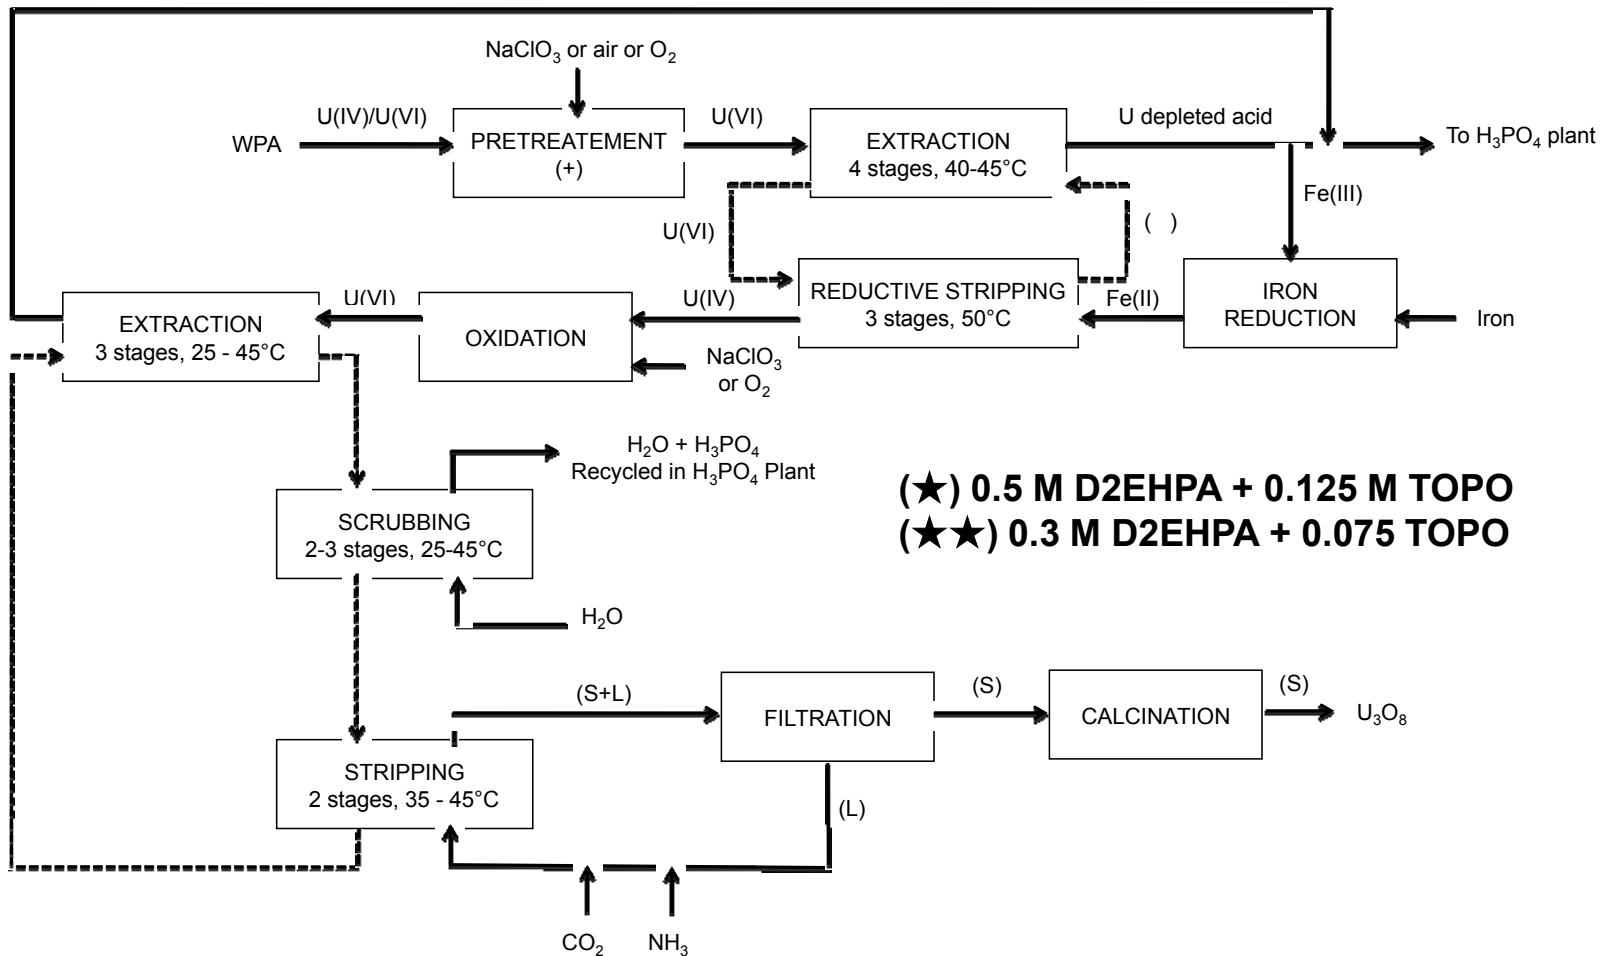 NaClO₃ or air or O₂
U(IV)/U(VI)
WPA
PRETREATEMENT
(+)
U(VI)
EXTRACTION
4 stages, 40-45°C
U depleted acid
To H₃PO₄ plant
Fe(III)
U(VI)
( )
EXTRACTION
3 stages, 25 - 45°C
U(VI)
OXIDATION
U(IV)
NaClO₃
or O₂
REDUCTIVE STRIPPING
3 stages, 50°C
Fe(II)
IRON
REDUCTION
Iron
H₂O + H₃PO₄
Recycled in H₃PO₄ Plant
(★) 0.5 M D2EHPA + 0.125 M TOPO
(★★) 0.3 M D2EHPA + 0.075 TOPO
SCRUBBING
2-3 stages, 25-45°C
H₂O
(S+L)
FILTRATION
(S)
CALCINATION
(S)
U₃O₈
STRIPPING
2 stages, 35 - 45°C
(L)
CO₂
NH₃